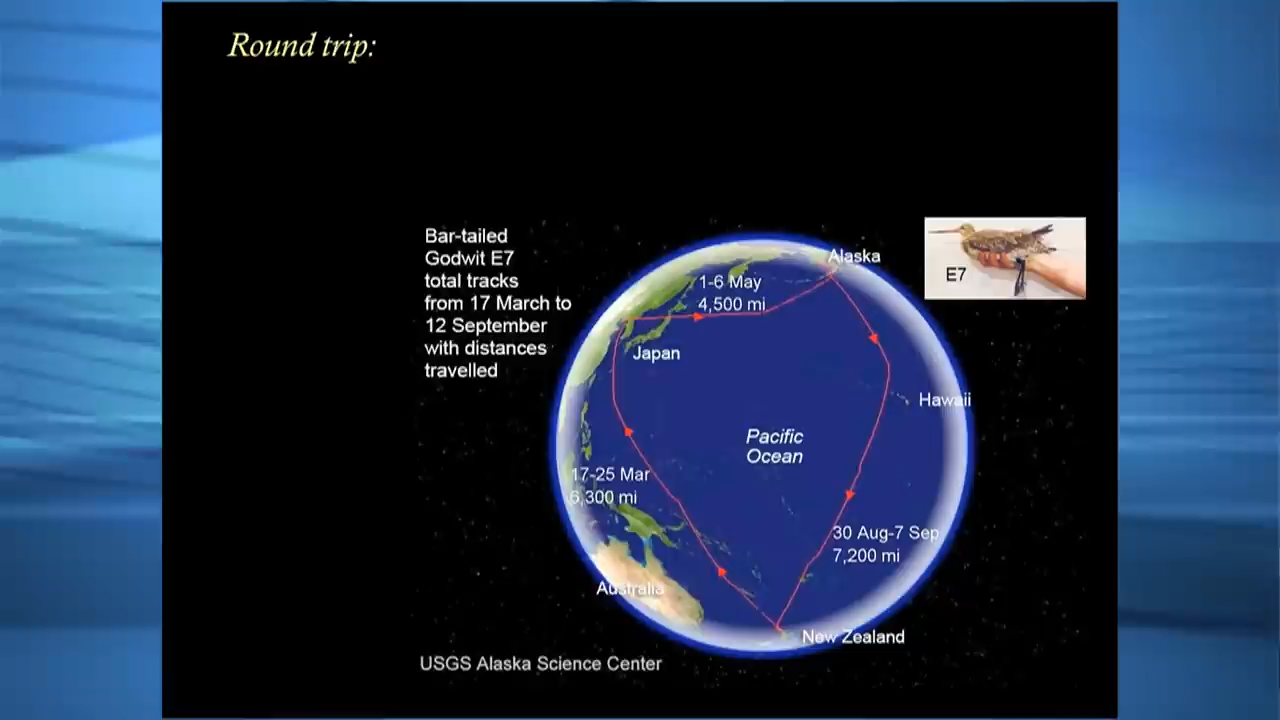 Round trip:
Bar-tailed
Godwit E7
total tracks
from 17 March to
12 September
with distances
travelled
Alaska
E7
1-6 May
4,500 mi
Japan
Hawaii
Pacific
Ocean
17-25 Mar
6,300 mi
30 Aug-7 Sep
7,200 mi
Australia
New Zealand
USGS Alaska Science Center